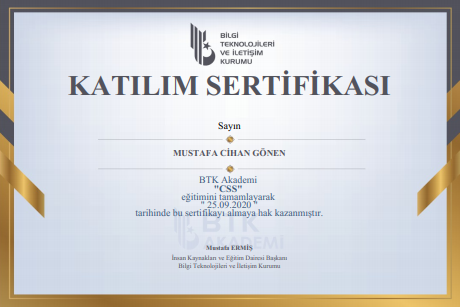 BİLGİ
TEKNOLOJİLERİ
VE İLETİŞİM
KURUMU
KATILIM SERTİFİKASI
Sayın
MUSTAFA CİHAN GÖNEN
BTK Akademi
"CSS"
eğitimini tamamlayarak
" 25.09.2020 "
tarihinde bu sertifikayı almaya hak kazanmıştır.
BTK
AKADEMİ
Mustafa ERMİŞ
İnsan Kaynakları ve Eğitim Dairesi Başkanı
Bilgi Teknolojileri ve İletişim Kurumu